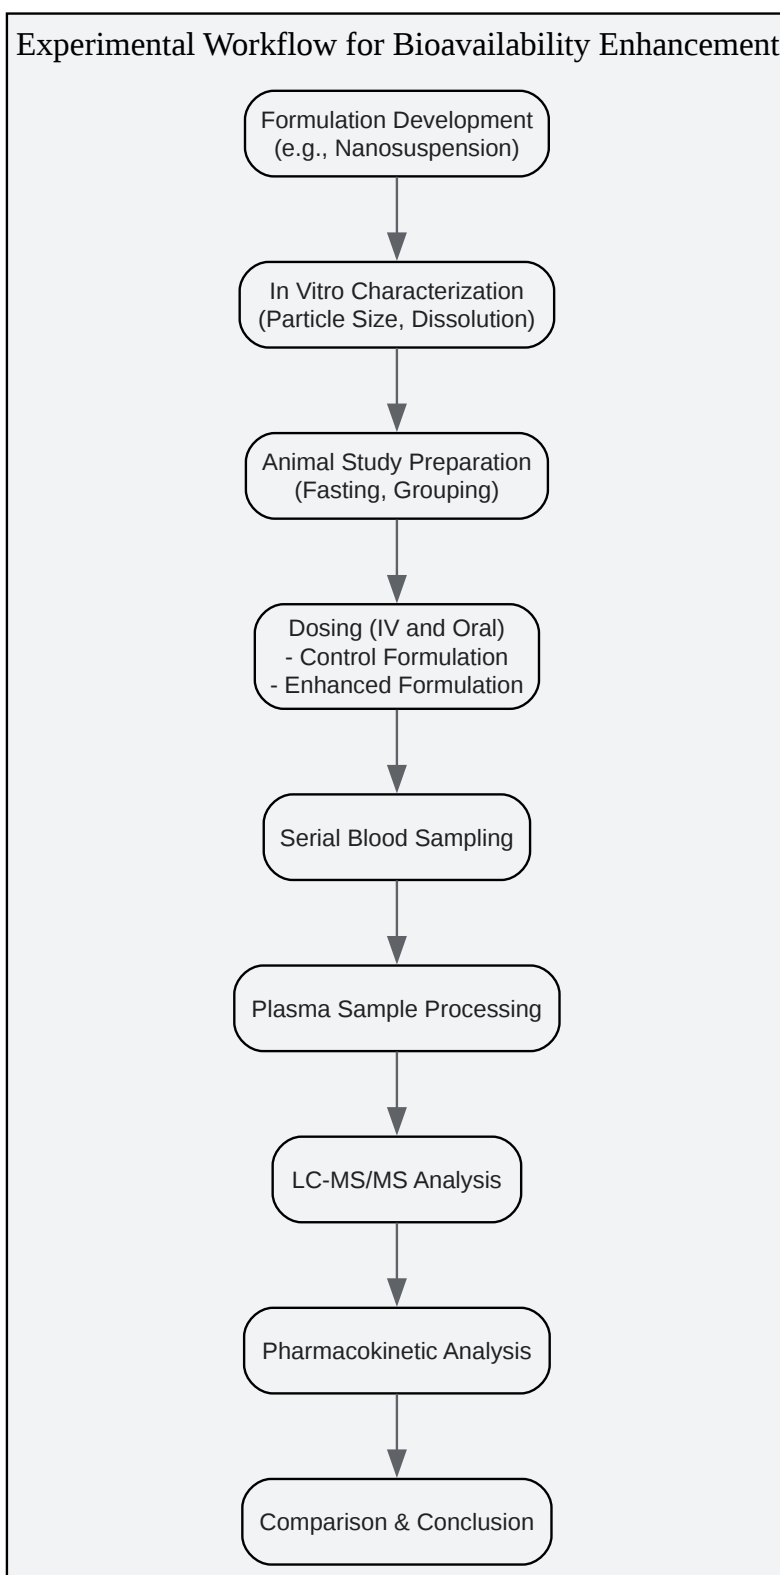 Experimental Workflow for Bioavailability Enhancement
Formulation Development
(e.g., Nanosuspension)
In Vitro Characterization
(Particle Size, Dissolution)
Animal Study Preparation
(Fasting, Grouping)
Dosing (IV and Oral)
- Control Formulation
- Enhanced Formulation
Serial Blood Sampling
Plasma Sample Processing
LC-MS/MS Analysis
Pharmacokinetic Analysis
Comparison & Conclusion